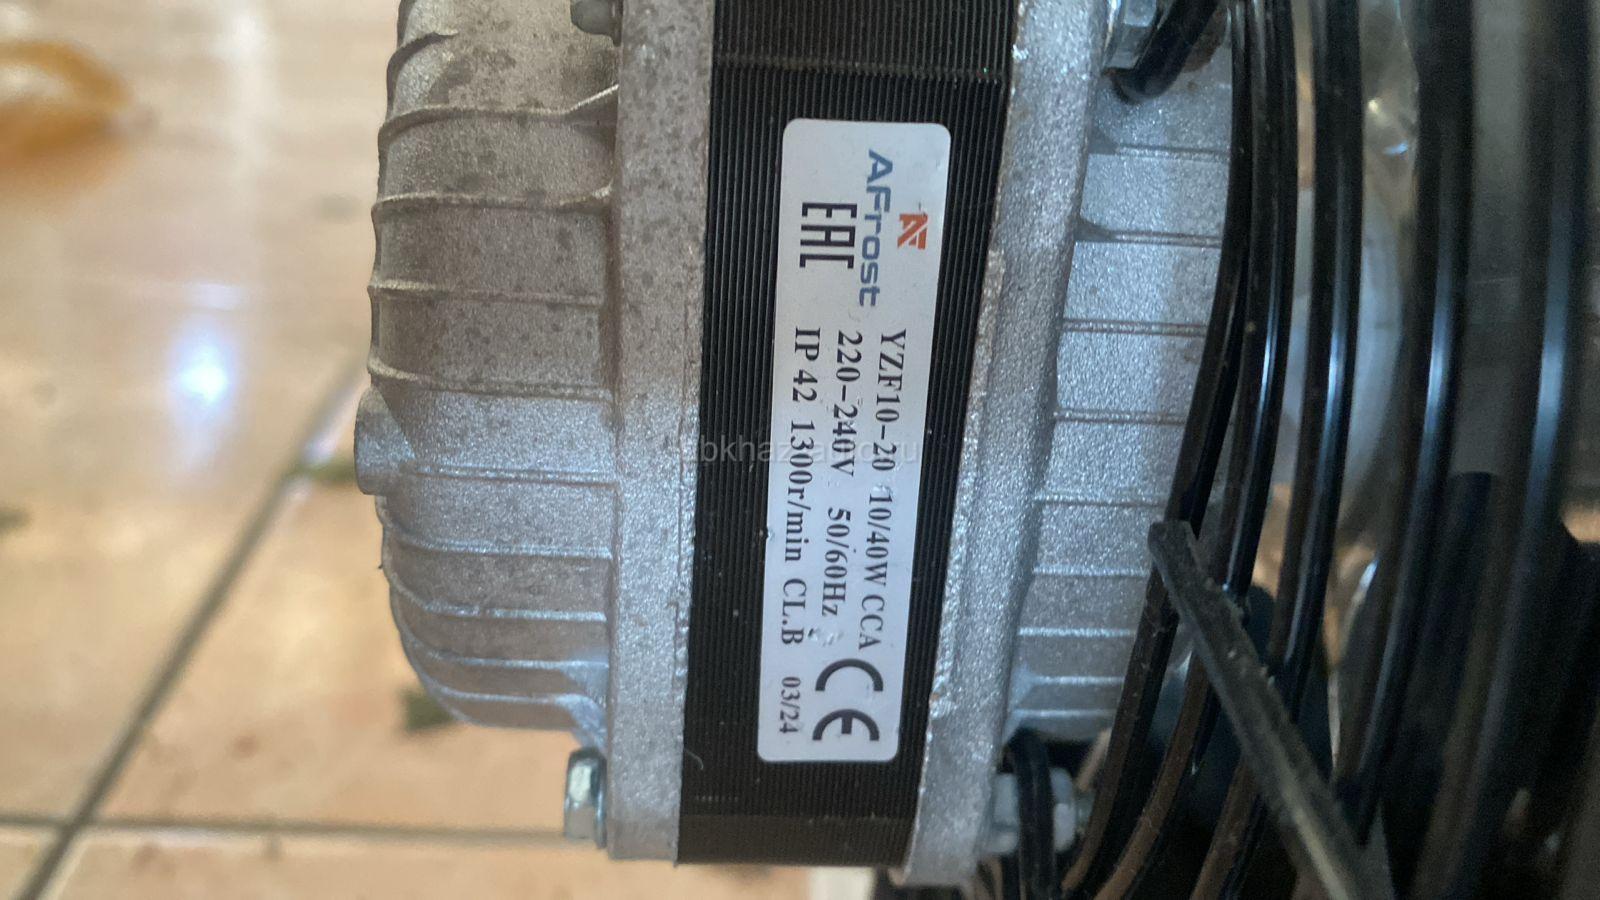 AFrost
EAC
YZF10-20 10/40W CCA
220-240V 50/60Hz
IP 42 1300r/min CL.B 03/24
CE